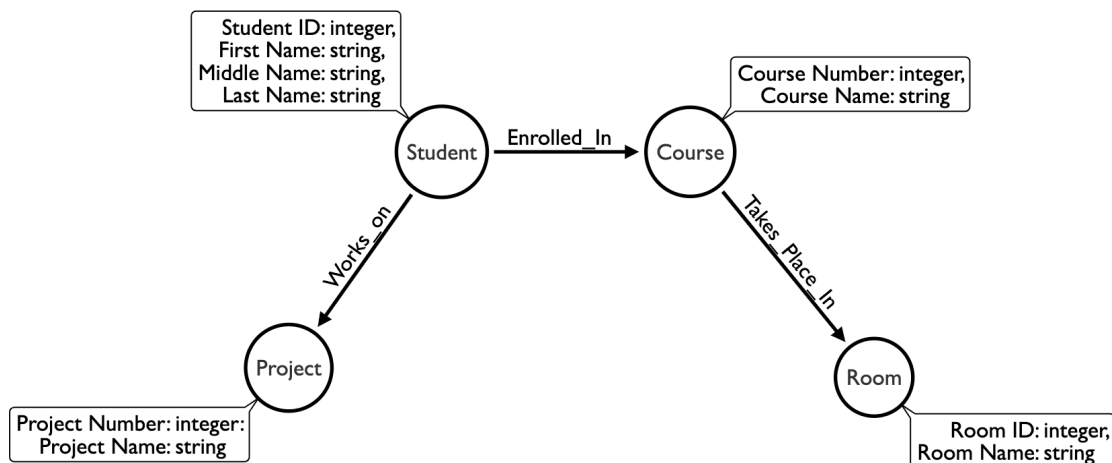 Student ID: integer,
First Name: string,
Middle Name: string,
Last Name: string
Course Number: integer,
Course Name: string
Student
Enrolled_In
Course
Works_on
Takes_Place_In
Project
Room
Project Number: integer:
Project Name: string
Room ID: integer,
Room Name: string